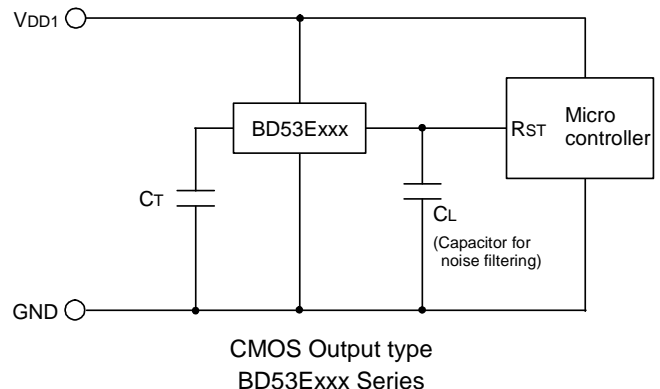 VDD1
BD53Exxx
RST
Micro
controller
CT
CL
(Capacitor for
noise filtering)
GND
CMOS Output type
BD53Exxx Series